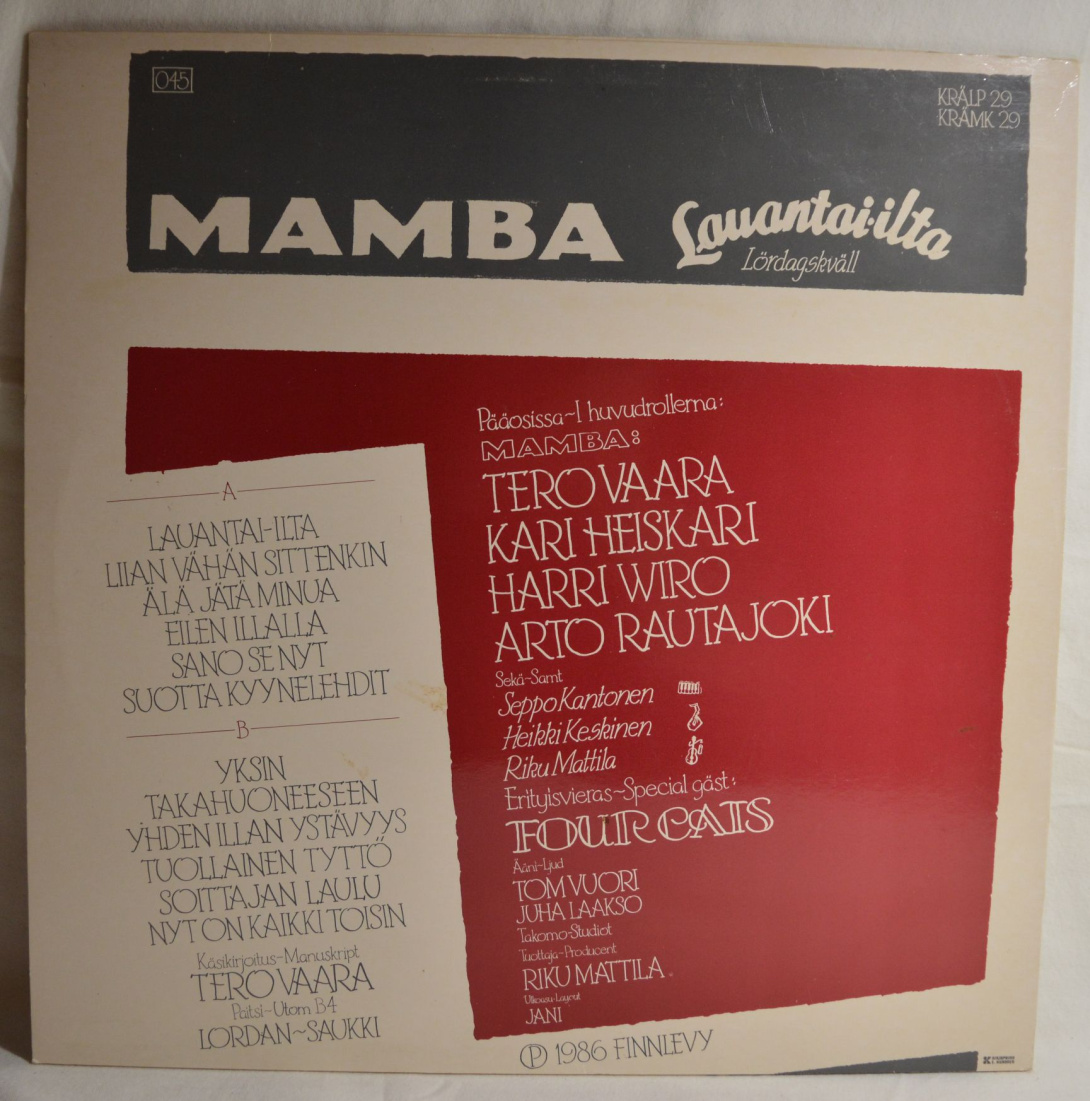 045
KRÄLP 29
KRÄMK 29
MAMBA
Lauantai-ilta
Lördagskväll
A
LAUANTAI-ILTA
LIIAN VÄHÄN SITTENKIN
ÄLÄ JÄTÄ MINUA
EILEN ILLALLA
SANO SE NYT
SUOTTA KYYNELEHDIT
B
YKSIN
TAKAHUONEESEEN
YHDEN ILLAN YSTÄVYYS
TUOLLAINEN TYTTÖ
SOITTAJAN LAULU
NYT ON KAIKKI TOISIN
Käsikirjoitus-Manuskript
TERO VAARA
Paitsi-Utom B4
LORDAN~SAUKKI
Pääosissa~I huvudrollerna:
MAMBA:
TERO VAARA
KARI HEISKARI
HARRI WIRO
ARTO RAUTAJOKI
Sekä-Samt
Seppo Kantonen
Heikki Keskinen
Riku Mattila
Erityisvieras~Special gäst:
FOUR CATS
Ääni-Ljud
TOM VUORI
JUHA LAAKSO
Takomo-Studiot
Tuottaja-Producent
RIKU MATTILA
Ulkoasu-Layout
JANI
Ⓟ 1986 FINNLEVY